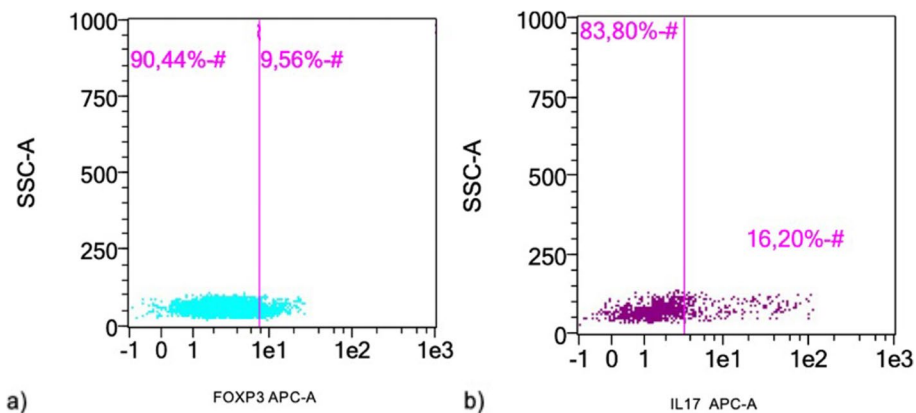 1000
90,44%-# 9,56%-#
750
SSC-A
500
250
0
-1 0 1 1e1 1e2 1e3
a) FOXP3 APC-A
1000
83,80%-#
750
SSC-A
500
16,20%-#
250
0
-1 0 1 1e1 1e2 1e3
b) IL17 APC-A